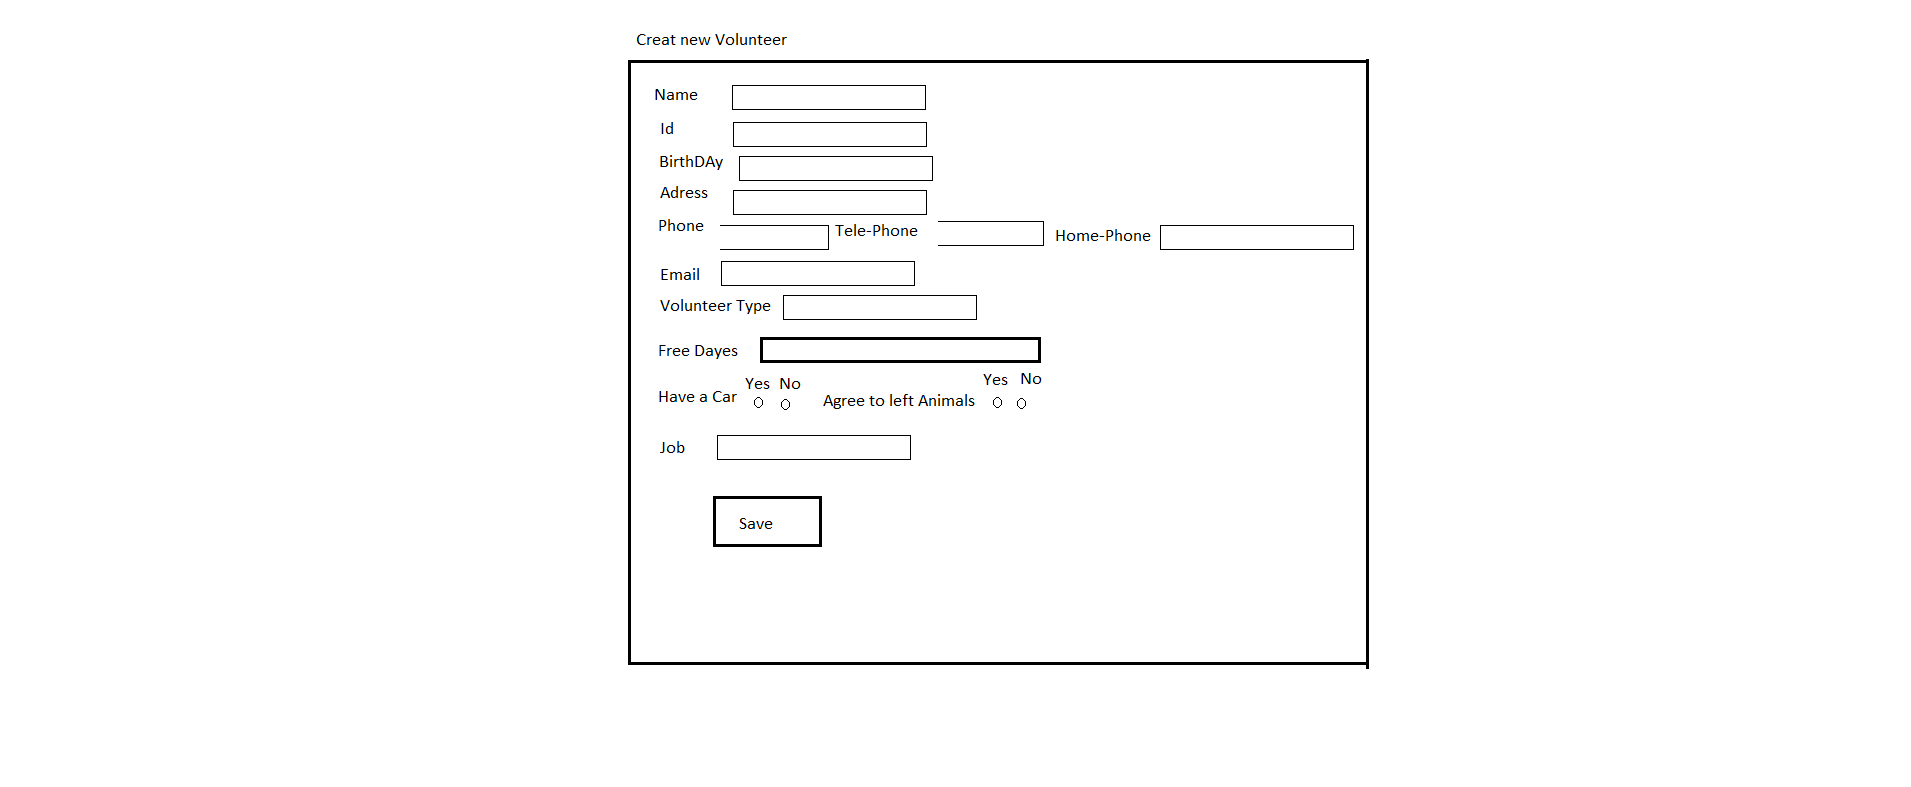 Creat new Volunteer
Name
Id
BirthDAy
Adress
Phone Tele-Phone Home-Phone
Email
Volunteer Type
Free Dayes
Yes No Yes No
Have a Car Agree to left Animals
Job
Save